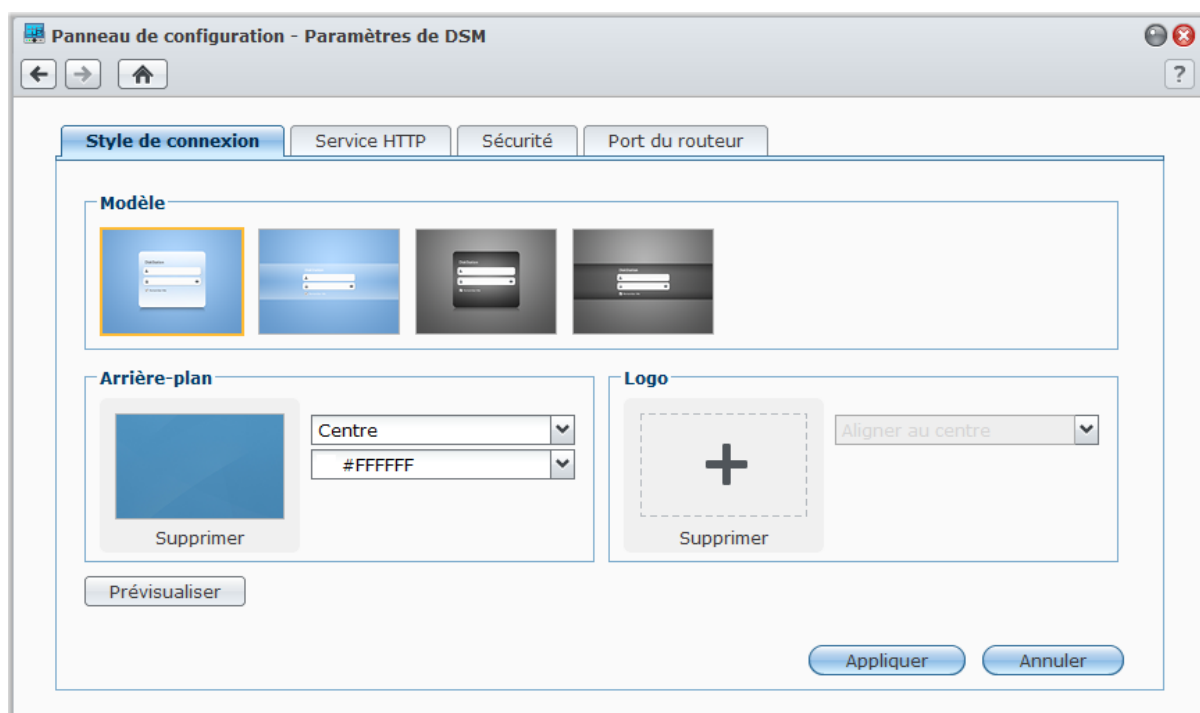 Panneau de configuration - Paramètres de DSM
?
Style de connexion
Service HTTP
Sécurité
Port du routeur
Modèle
Arrière-plan
Centre
#FFFFFF
Supprimer
Logo
Aligner au centre
Supprimer
Prévisualiser
Appliquer
Annuler